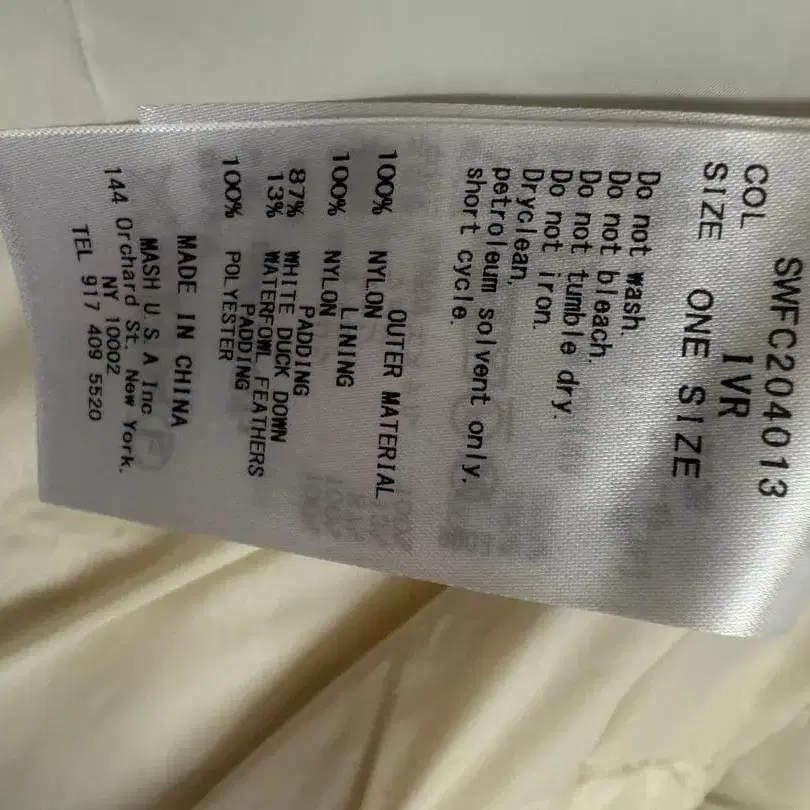 SWFC204013
COL IVR
SIZE ONE SIZE
Do not wash.
Do not bleach.
Do not tumble dry.
Do not iron.
Dryclean,
petroleum solvent only,
short cycle.
OUTER MATERIAL
100% NYLON
LINING
100% NYLON
PADDING
87% WHITE DUCK DOWN
13% WATERFOWL FEATHERS
PADDING
100% POLYESTER
MADE IN CHINA
MASH U.S.A Inc
144 Orchard St. New York.
NY 10002
TEL 917 409 5520